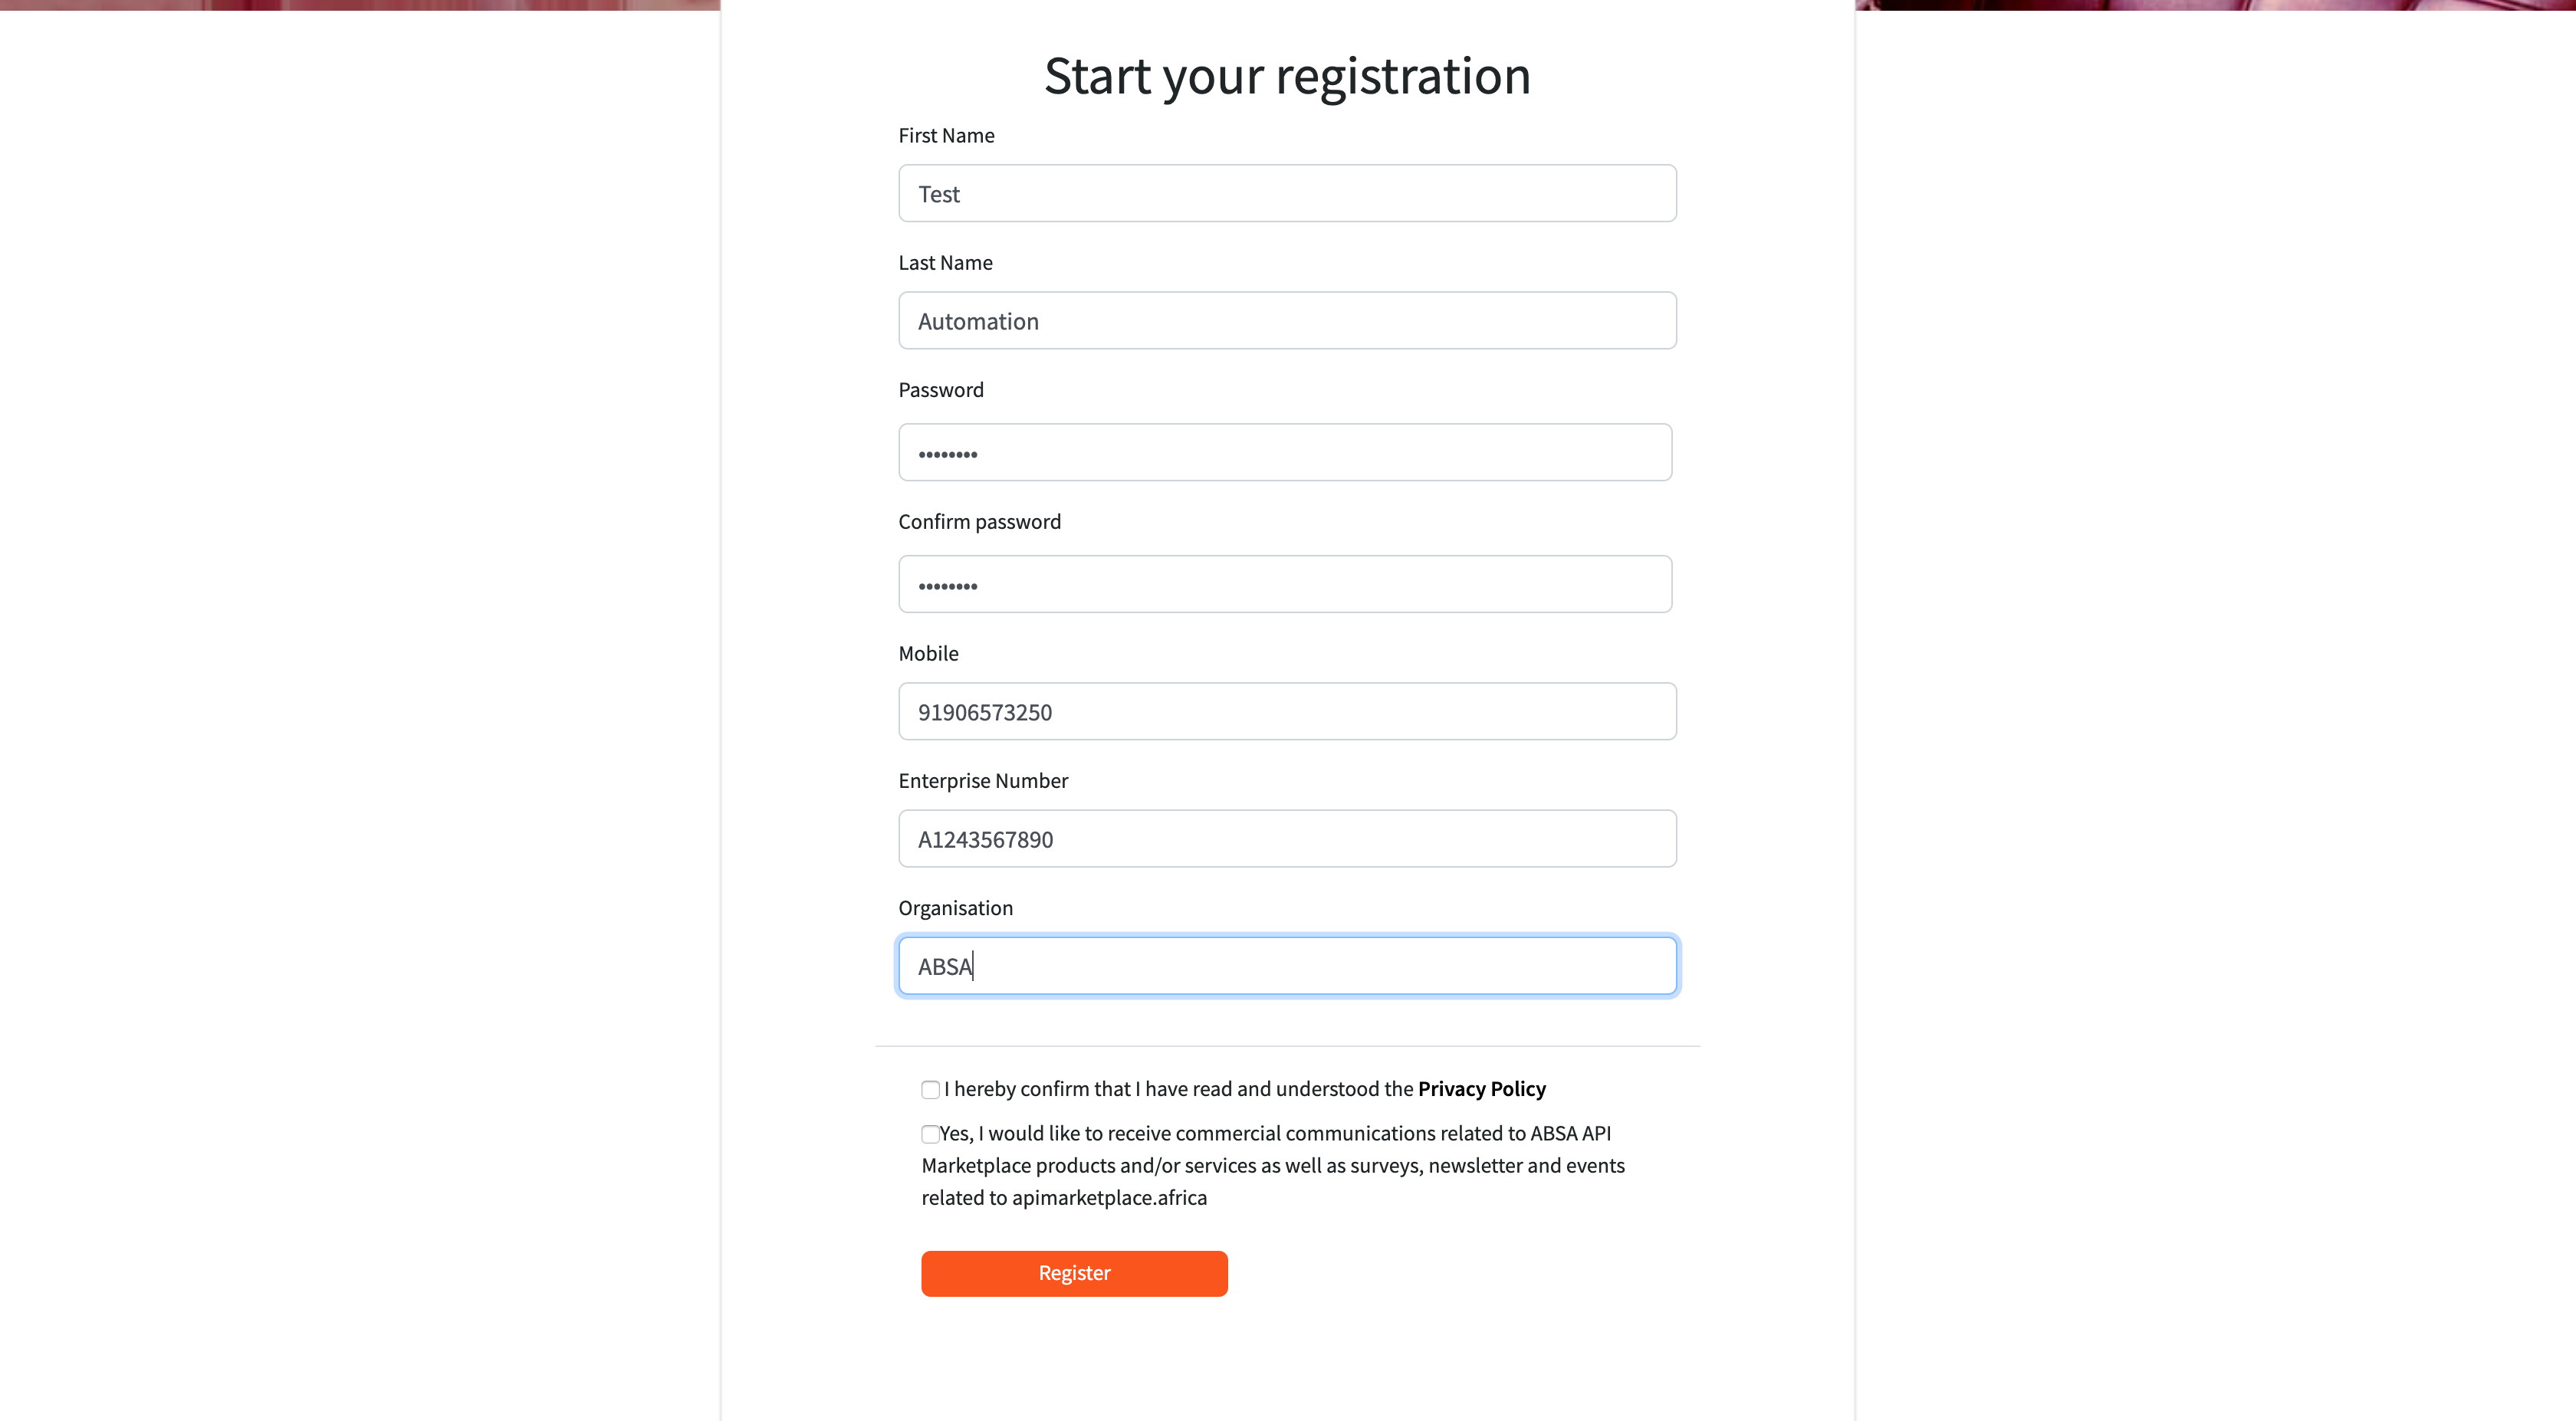 Start your registration
First Name
Test
Last Name
Automation
Password
••••••••
Confirm password
••••••••
Mobile
91906573250
Enterprise Number
A1243567890
Organisation
ABSA
I hereby confirm that I have read and understood the Privacy Policy
Yes, I would like to receive commercial communications related to ABSA API
Marketplace products and/or services as well as surveys, newsletter and events
related to apimarketplace.africa
Register